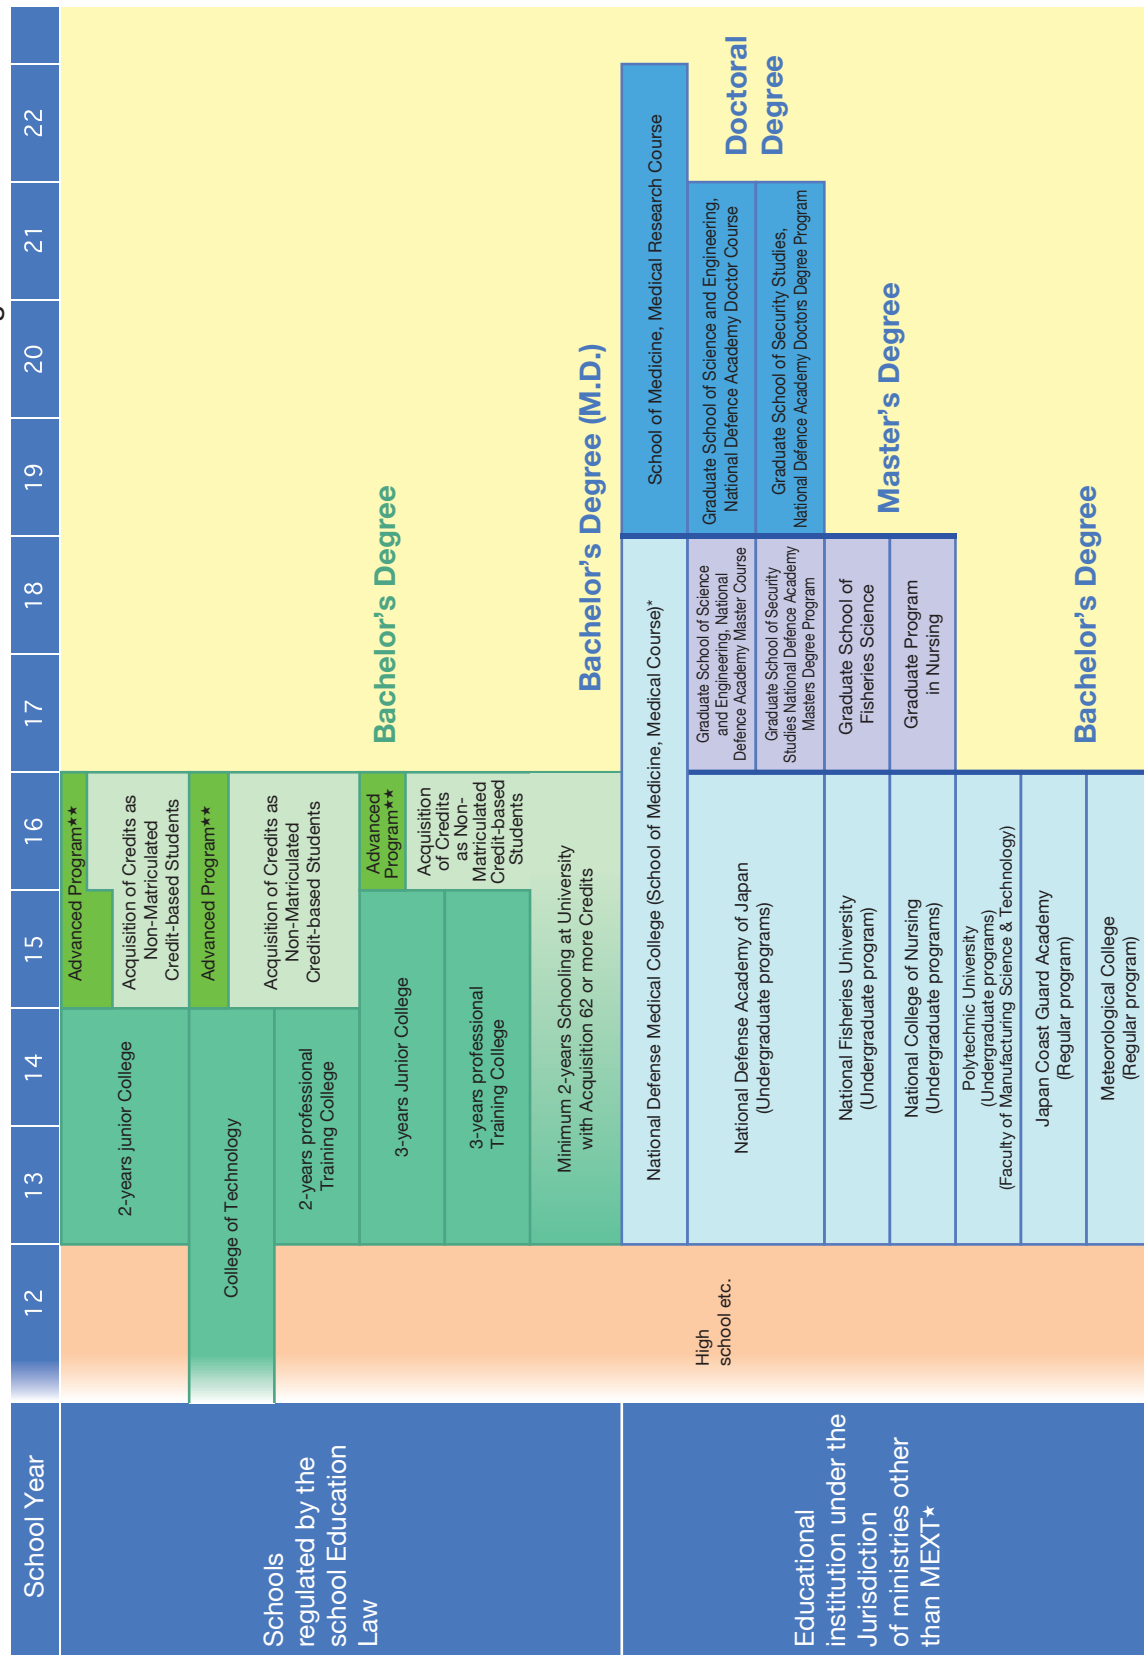 School Year
12
13
14
15
16
17
18
19
20
21
22
Schools
regulated by the
school Education
Law
2-years junior College
Advanced Program★★
Acquisition of Credits as
Non-Matriculated
Credit-based Students
College of Technology
Advanced Program★★
2-years professional
Training College
Acquisition of Credits as
Non-Matriculated
Credit-based Students
3-years Junior College
Advanced
Program★★
3-years professional
Training College
Acquisition
of Credits
as Non-
Matriculated
Credit-based
Students
Minimum 2-years Schooling at University
with Acquisition 62 or more Credits
Bachelor's Degree
Bachelor's Degree (M.D.)
Educational
institution under the
Jurisdiction
of ministries other
than MEXT★
High
school etc.
National Defense Medical College (School of Medicine, Medical Course)*
School of Medicine, Medical Research Course
National Defense Academy of Japan
(Undergraduate programs)
Graduate School of Science
and Engineering, National
Defence Academy Master Course
Graduate School of Science and Engineering,
National Defence Academy Doctor Course
Graduate School of Security
Studies National Defence Academy
Masters Degree Program
Graduate School of Security Studies,
National Defence Academy Doctors Degree Program
Doctoral
Degree
National Fisheries University
(Undergraduate program)
Graduate School of
Fisheries Science
National College of Nursing
(Undergraduate programs)
Graduate Program
in Nursing
Master's Degree
Polytechnic University
(Undergraduate programs)
(Faculty of Manufacturing Science & Technology)
Japan Coast Guard Academy
(Regular program)
Meteorological College
(Regular program)
Bachelor's Degree